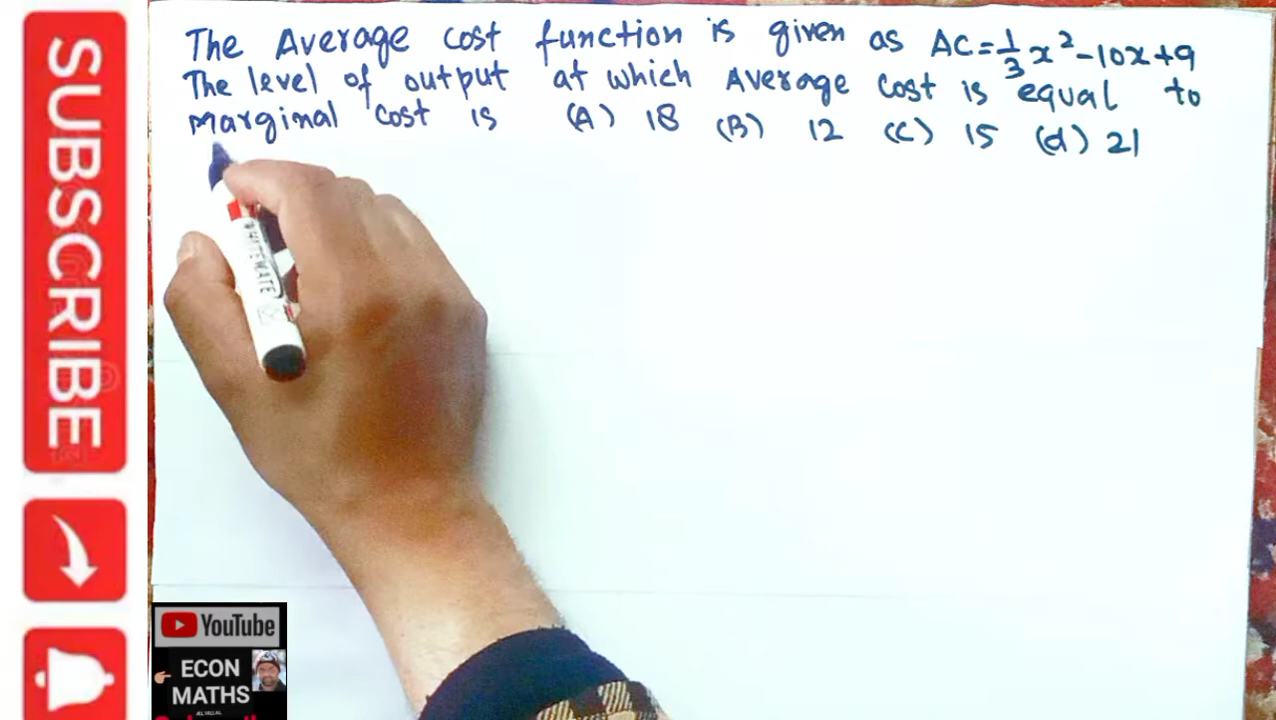 The Average cost function is given as AC = 1/3 x² - 10x + 9
The level of output at which Average Cost is equal to
marginal cost is (A) 18 (B) 12 (C) 15 (d) 21
SUBSCRIBE
WHITEMATE
YouTube
ECON
MATHS